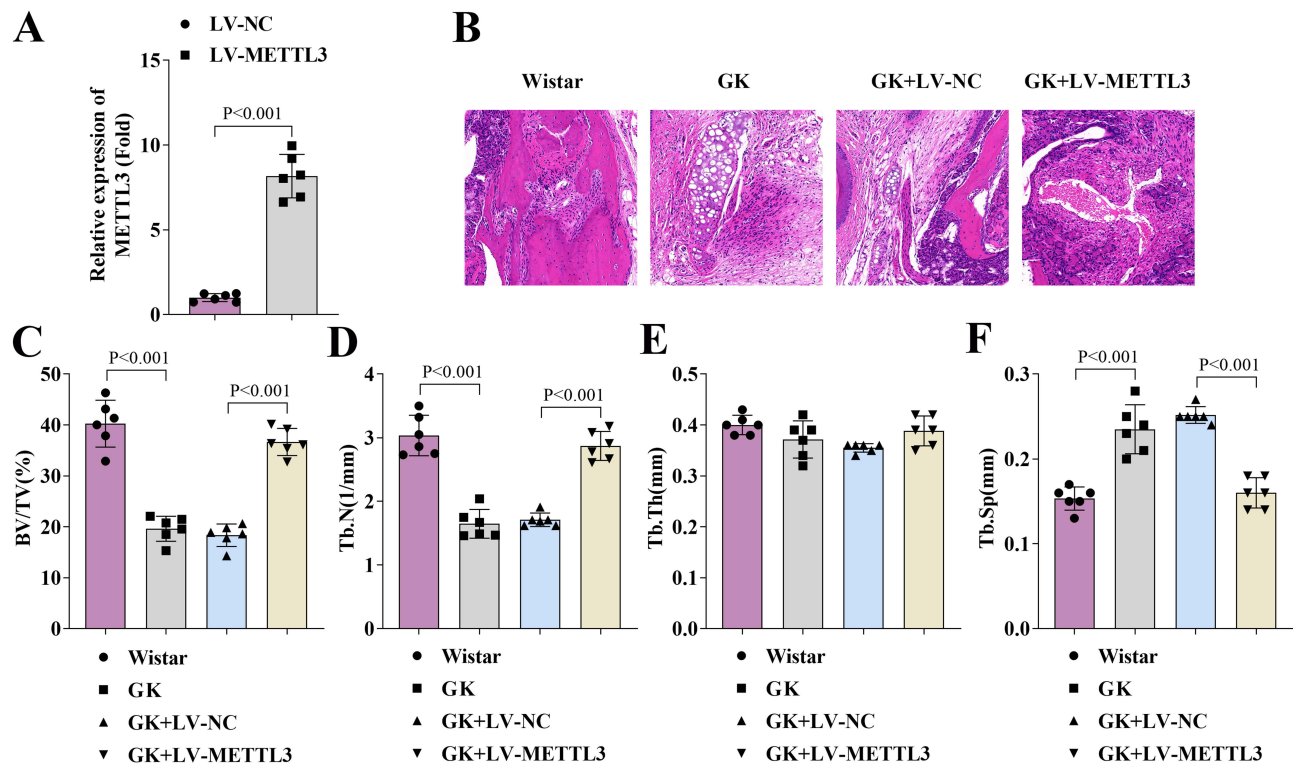 A
LV-NC
LV-METTL3
Relative expression of
METTL3 (Fold)
15
10
5
0
P<0.001
B
Wistar
GK
GK+LV-NC
GK+LV-METTL3
C
BV/TV(%)
50
40
30
20
10
0
P<0.001
P<0.001
Wistar
GK
GK+LV-NC
GK+LV-METTL3
D
Tb.N(1/mm)
4
3
2
1
0
P<0.001
P<0.001
Wistar
GK
GK+LV-NC
GK+LV-METTL3
E
Tb.Th(mm)
0.5
0.4
0.3
0.2
0.1
0.0
Wistar
GK
GK+LV-NC
GK+LV-METTL3
F
Tb.Sp(mm)
0.3
0.2
0.1
0.0
P<0.001
P<0.001
Wistar
GK
GK+LV-NC
GK+LV-METTL3